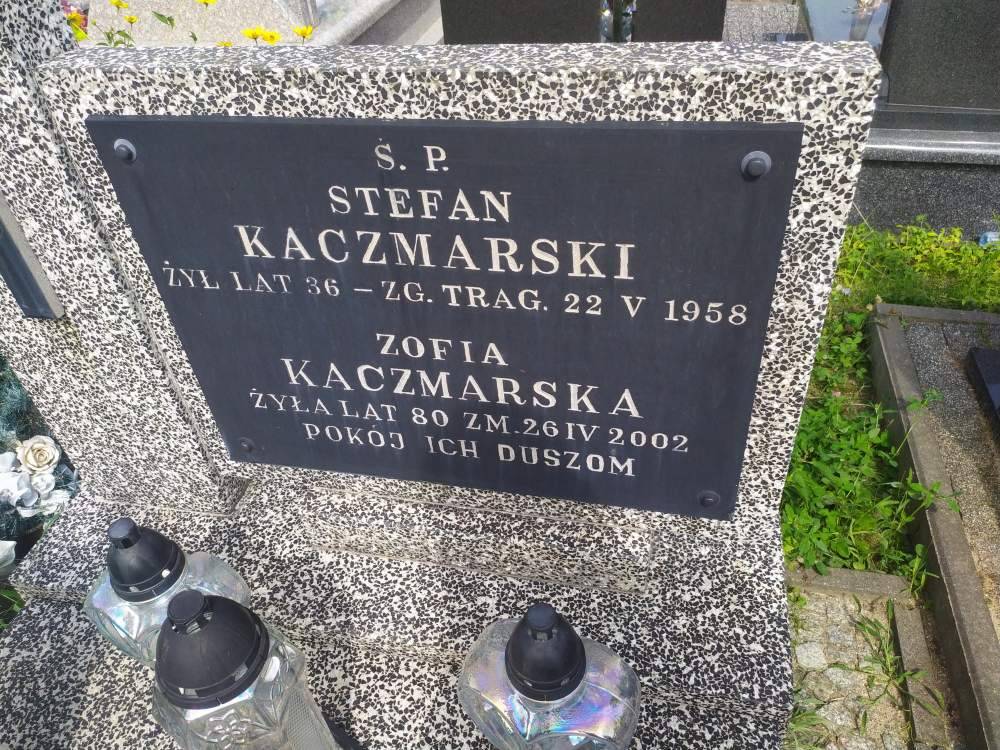 Ś. P.
STEFAN
KACZMARSKI
ŻYŁ LAT 36 – ZG. TRAG. 22 V 1958
ZOFIA
KACZMARSKA
ŻYŁA LAT 80 ZM. 26 IV 2002
POKÓJ ICH DUSZOM